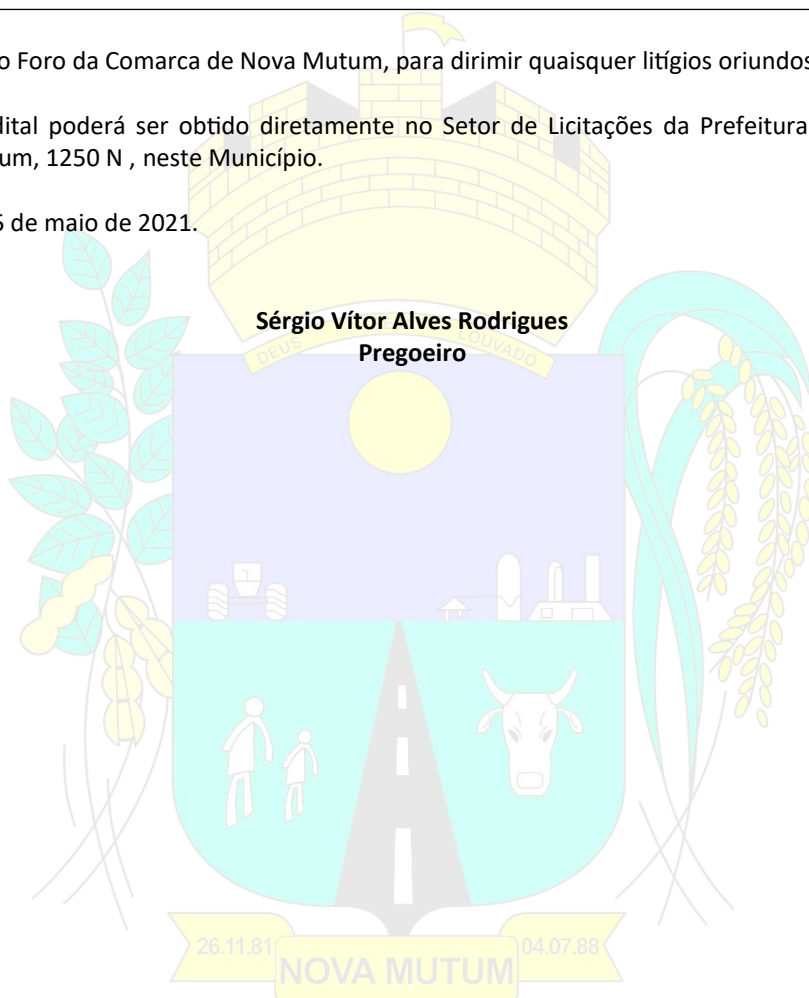 o Foro da Comarca de Nova Mutum, para dirimir quaisquer litígios oriundos
dital poderá ser obtido diretamente no Setor de Licitações da Prefeitura
um, 1250 N , neste Município.
5 de maio de 2021.
Sérgio Vítor Alves Rodrigues
Pregoeiro
DEUS LOUVADO
26.11.81 04.07.88
NOVA MUTUM